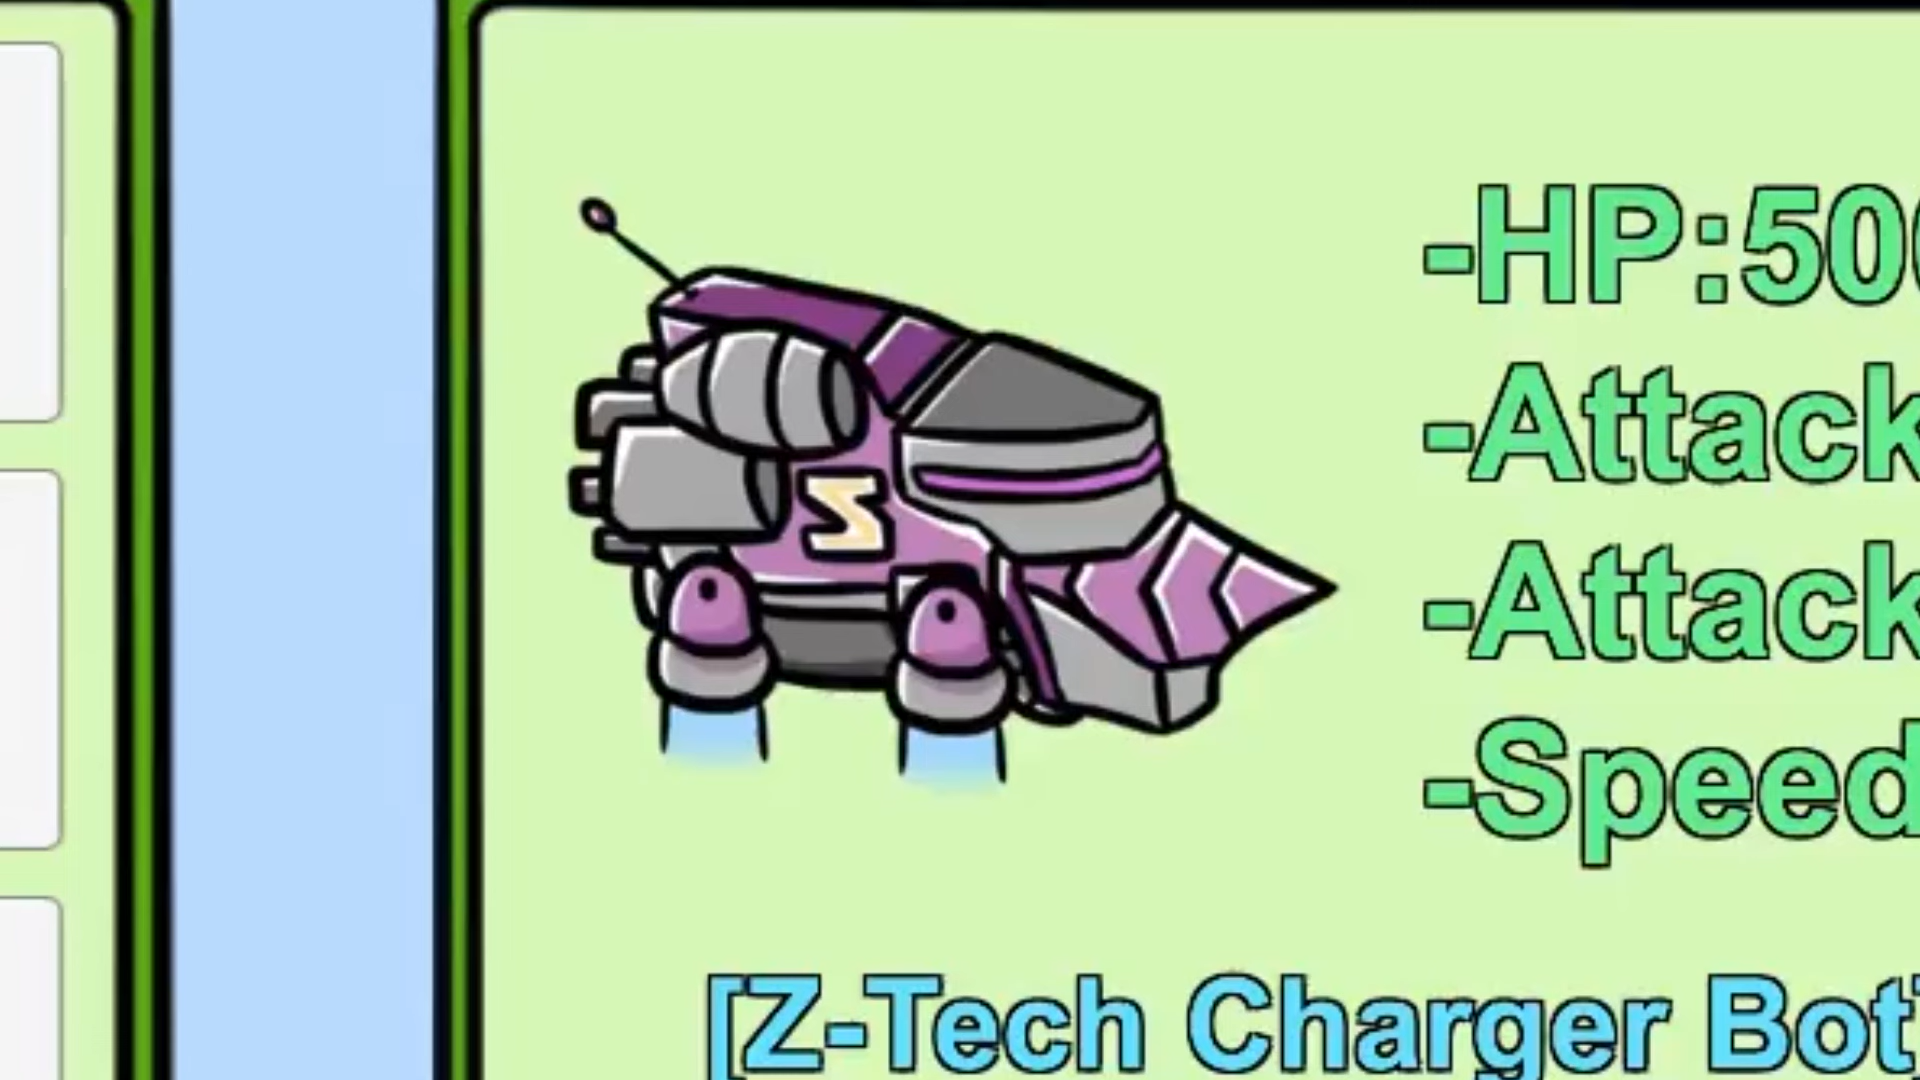 -HP:50
-Attack
-Attack
-Speed
Z
[Z-Tech Charger Bot]